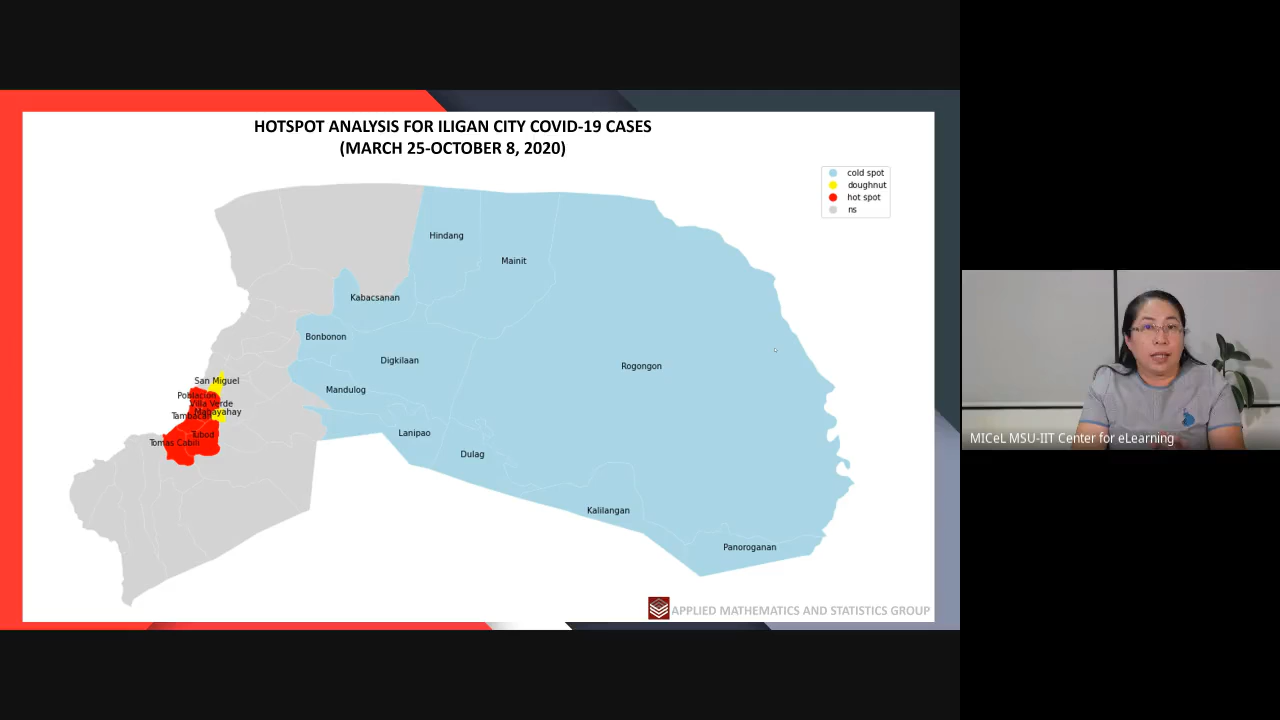 HOTSPOT ANALYSIS FOR ILIGAN CITY COVID-19 CASES
(MARCH 25-OCTOBER 8, 2020)
cold spot
doughnut
hot spot
ns
Hindang
Mainit
Kabacsanan
Bonbonon
Digkilaan
Rogongon
San Miguel
Mandulog
Poblacion
Villa Verde
Mahayahay
Tambacan
Tubod
Tomas Cabili
Lanipao
Dulag
Kalilangan
Panoroganan
APPLIED MATHEMATICS AND STATISTICS GROUP
MICeL MSU-IIT Center for eLearning